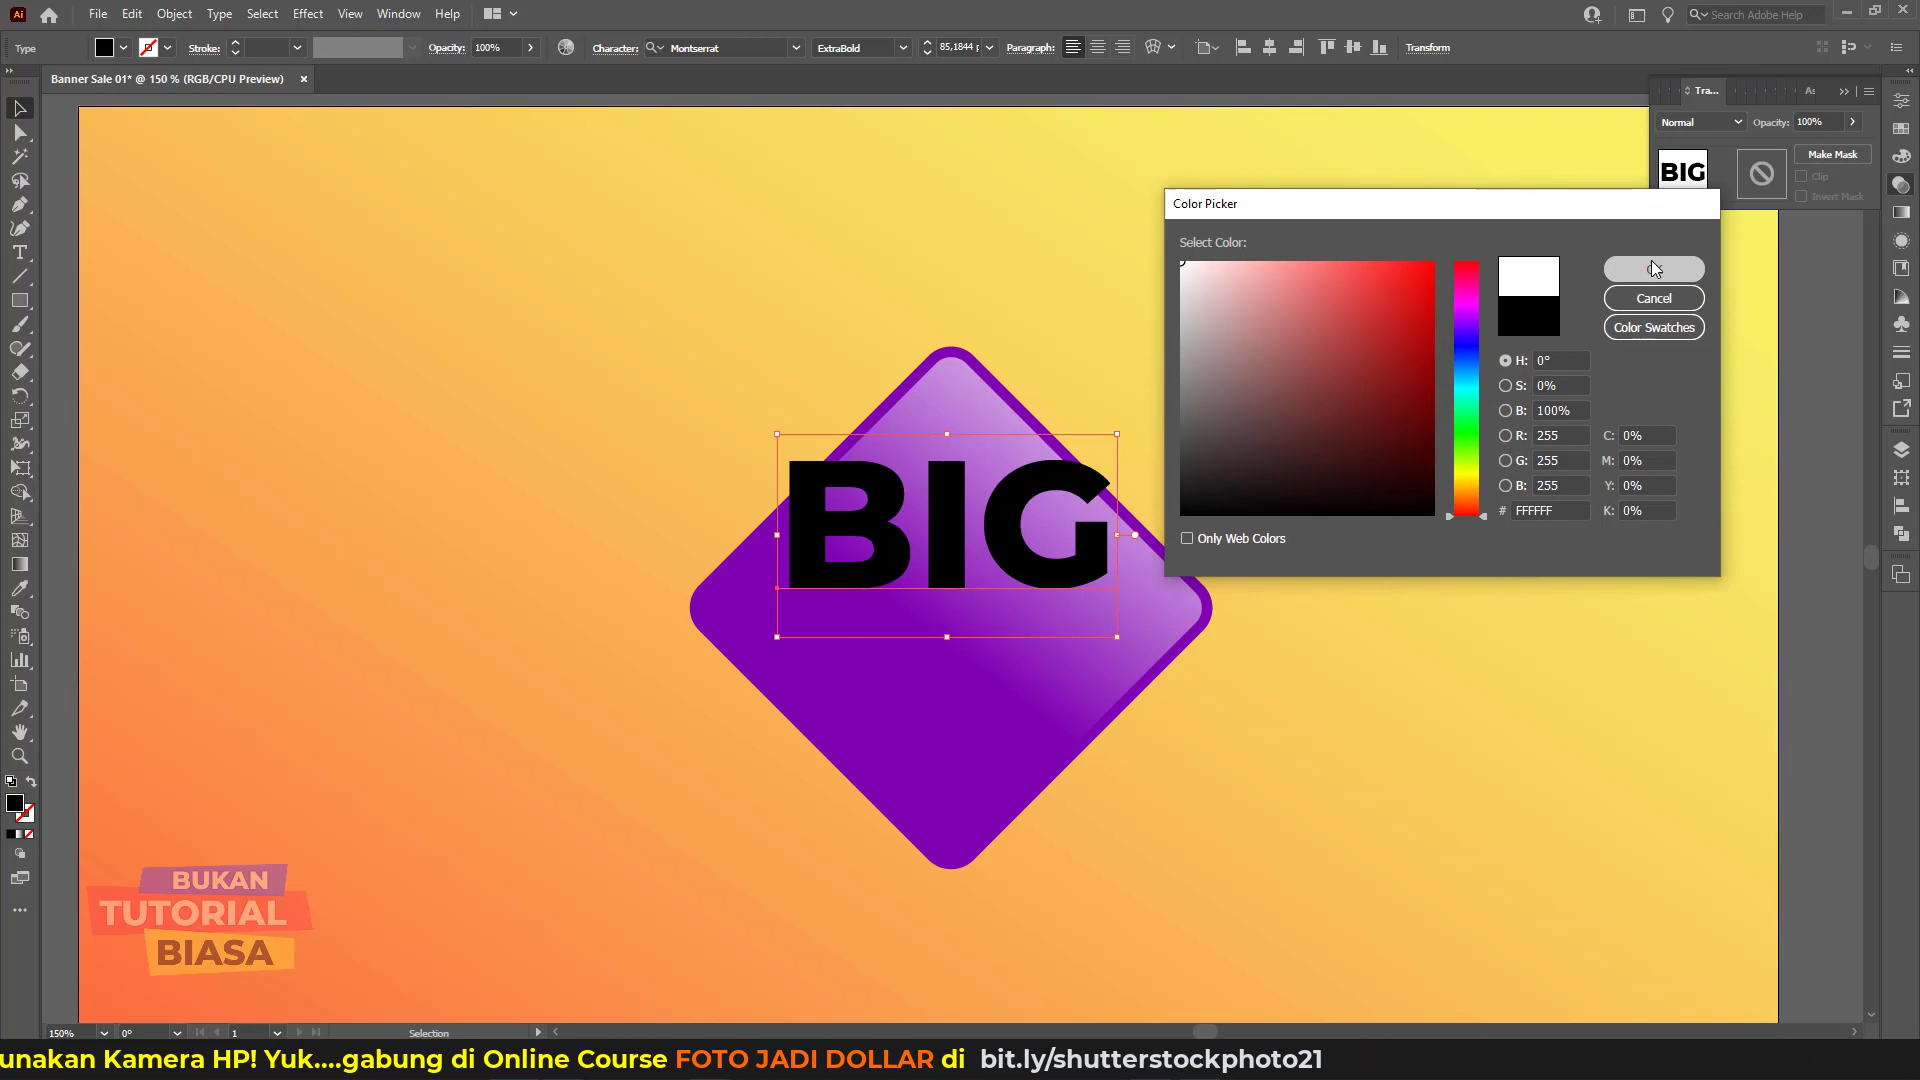 File Edit Object Type Select Effect View Window Help
Search Adobe Help
Type Stroke: Opacity: 100% Character: Montserrat ExtraBold 85,1844 p Paragraph: Transform
Banner Sale 01* @ 150 % (RGB/CPU Preview)
Tra...
Normal Opacity: 100%
BIG
Make Mask
Clip
Invert Mask
Color Picker
Select Color:
Cancel
Color Swatches
H: 0°
S: 0%
B: 100%
R: 255 C: 0%
G: 255 M: 0%
B: 255 Y: 0%
# FFFFFF K: 0%
Only Web Colors
BIG
BUKAN
TUTORIAL
BIASA
150% 0° 1 Selection
unakan Kamera HP! Yuk....gabung di Online Course FOTO JADI DOLLAR di bit.ly/shutterstockphoto21